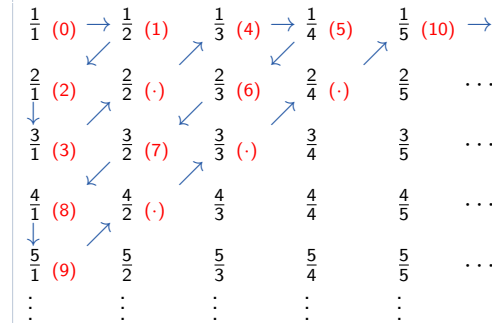 1/1 (0) → 1/2 (1) 1/3 (4) → 1/4 (5) 1/5 (10) →
2/1 (2) 2/2 (·) 2/3 (6) 2/4 (·) 2/5 ···
3/1 (3) 3/2 (7) 3/3 (·) 3/4 3/5 ···
4/1 (8) 4/2 (·) 4/3 4/4 4/5 ···
5/1 (9) 5/2 5/3 5/4 5/5 ···
⋮ ⋮ ⋮ ⋮ ⋮